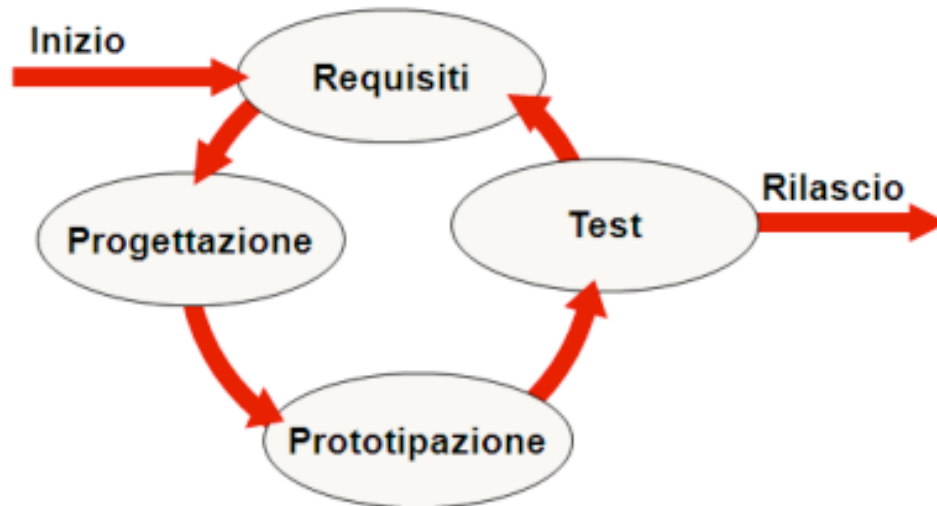 Inizio
Requisiti
Rilascio
Test
Progettazione
Prototipazione